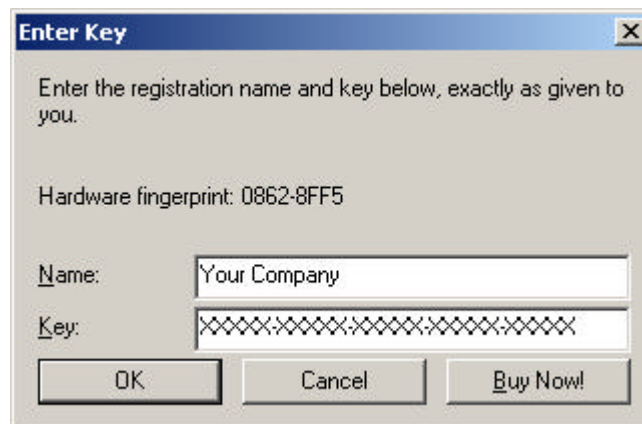 Enter Key
Enter the registration name and key below, exactly as given to
you.
Hardware fingerprint: 0862-8FF5
Name: Your Company
Key: XXXXX-XXXXX-XXXXX-XXXXX-XXXXX
OK Cancel Buy Now!